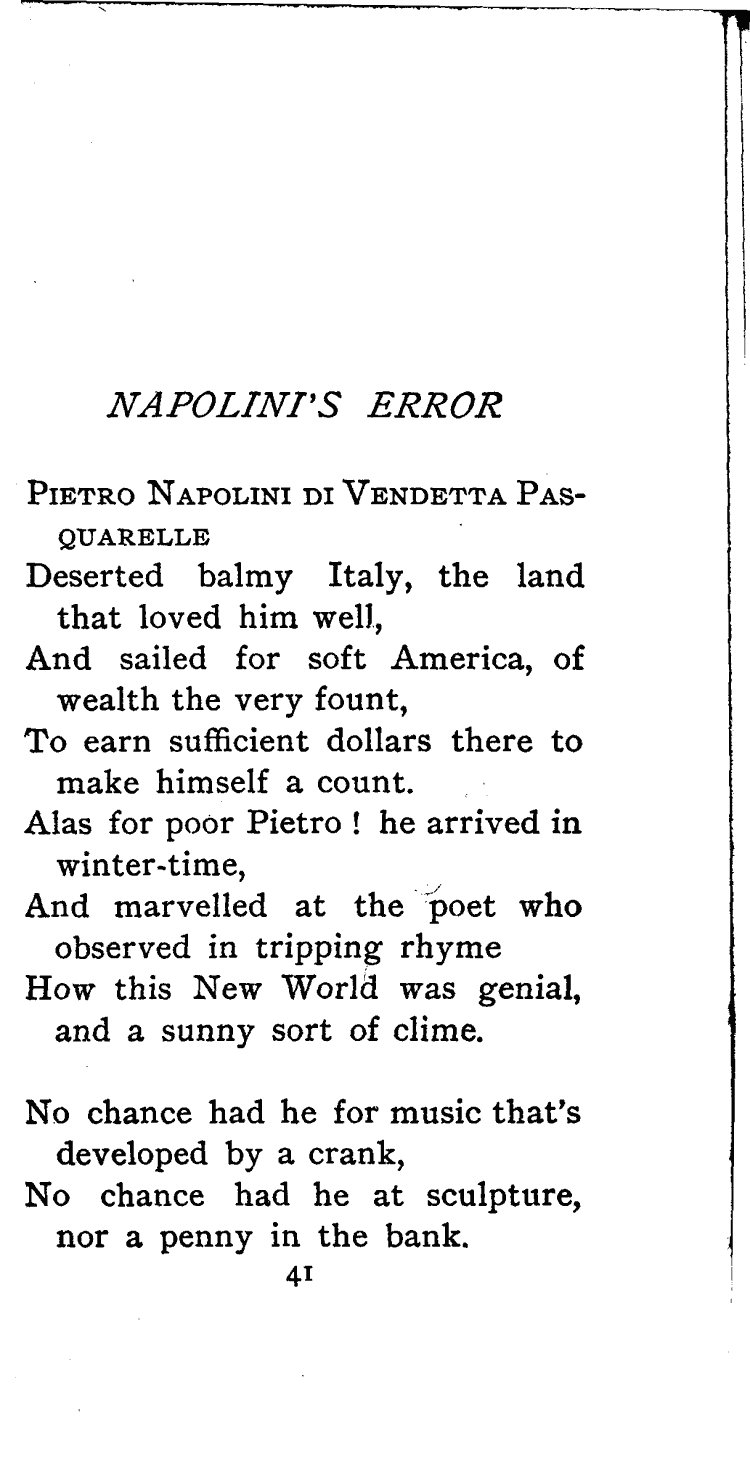 NAPOLINI'S ERROR
PIETRO NAPOLINI DI VENDETTA PAS-
QUARELLE
Deserted balmy Italy, the land
that loved him well,
And sailed for soft America, of
wealth the very fount,
To earn sufficient dollars there to
make himself a count.
Alas for poor Pietro ! he arrived in
winter-time,
And marvelled at the poet who
observed in tripping rhyme
How this New World was genial,
and a sunny sort of clime.
No chance had he for music that's
developed by a crank,
No chance had he at sculpture,
nor a penny in the bank.
41